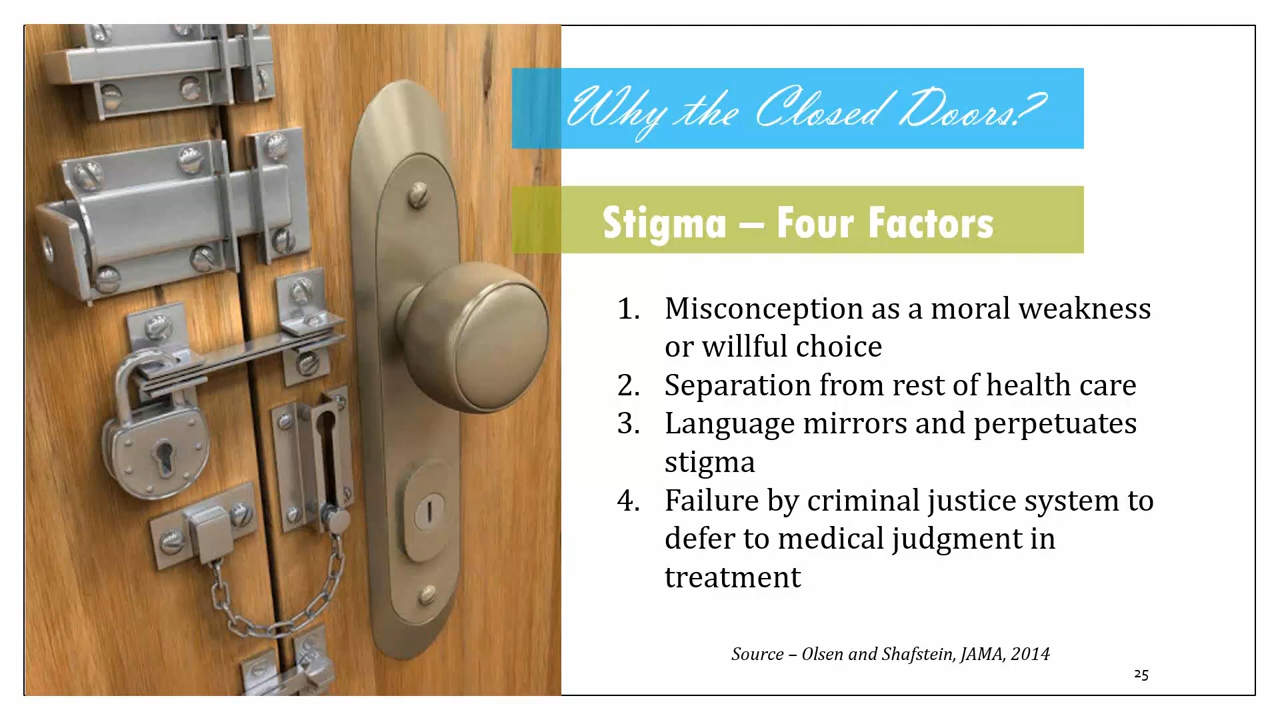 Why the Closed Doors?
Stigma – Four Factors
1. Misconception as a moral weakness
or willful choice
2. Separation from rest of health care
3. Language mirrors and perpetuates
stigma
4. Failure by criminal justice system to
defer to medical judgment in
treatment
Source – Olsen and Shafstein, JAMA, 2014
25